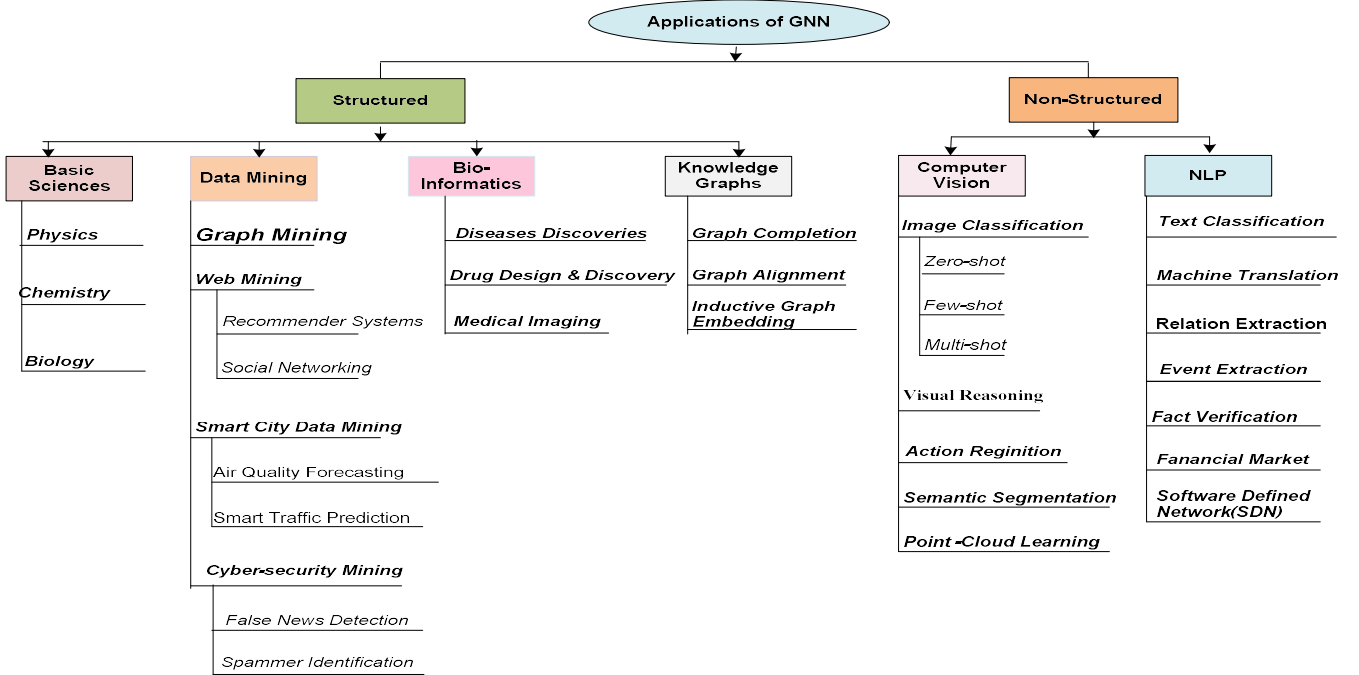 Applications of GNN
Structured
Non-Structured
Basic
Sciences
Physics
Chemistry
Biology
Data Mining
Graph Mining
Web Mining
Recommender Systems
Social Networking
Smart City Data Mining
Air Quality Forecasting
Smart Traffic Prediction
Cyber-security Mining
False News Detection
Spammer Identification
Bio-
Informatics
Diseases Discoveries
Drug Design & Discovery
Medical Imaging
Knowledge
Graphs
Graph Completion
Graph Alignment
Inductive Graph
Embedding
Computer
Vision
Image Classification
Zero-shot
Few-shot
Multi-shot
Visual Reasoning
Action Reginition
Semantic Segmentation
Point-Cloud Learning
NLP
Text Classification
Machine Translation
Relation Extraction
Event Extraction
Fact Verification
Fanancial Market
Software Defined
Network(SDN)